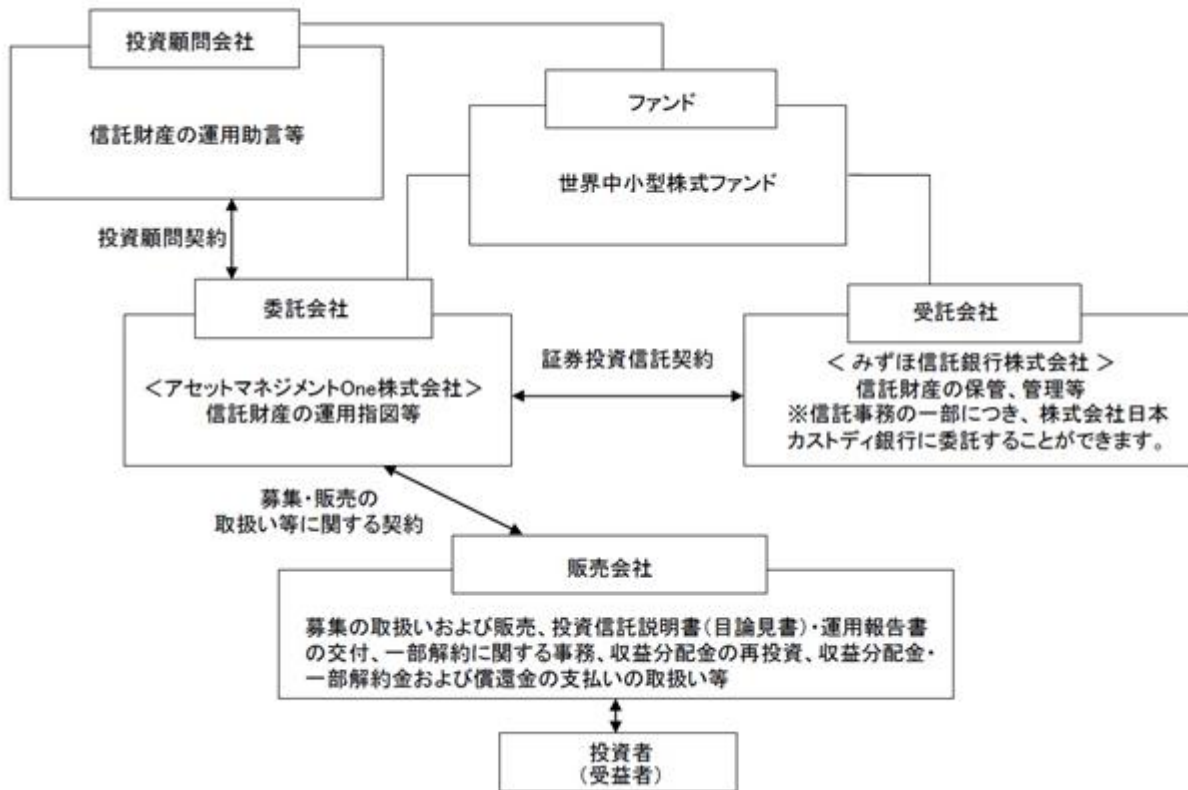 投資顧問会社
信託財産の運用助言等
ファンド
世界中小型株式ファンド
投資顧問契約
委託会社
<アセットマネジメントOne株式会社>
信託財産の運用指図等
証券投資信託契約
受託会社
< みずほ信託銀行株式会社 >
信託財産の保管、管理等
※信託事務の一部につき、株式会社日本
カストディ銀行に委託することができます。
募集・販売の
取扱い等に関する契約
販売会社
募集の取扱いおよび販売、投資信託説明書(目論見書)・運用報告書
の交付、一部解約に関する事務、収益分配金の再投資、収益分配金・
一部解約金および償還金の支払いの取扱い等
投資者
(受益者)